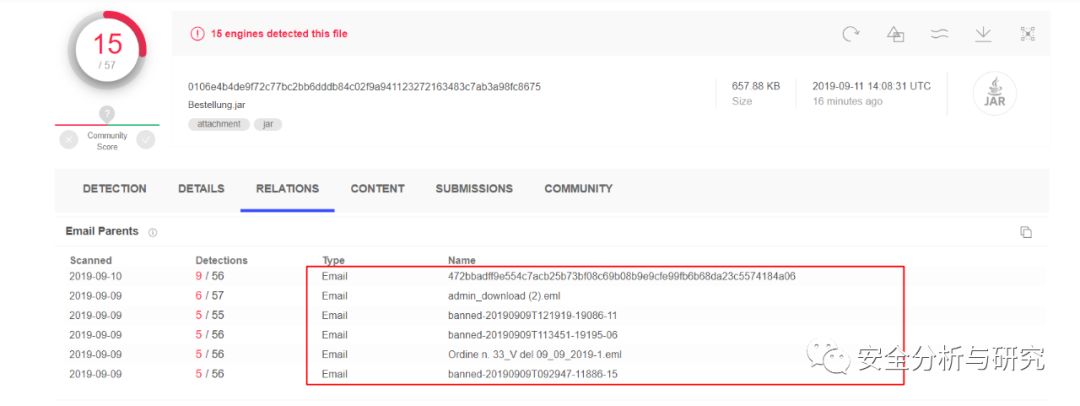 15
/ 57
15 engines detected this file
0106e4b4de9f72c77bc2bb6dddb84c02f9a941123272163483c7ab3a98fc8675
Bestellung.jar
attachment jar
657.88 KB
Size
2019-09-11 14:08:31 UTC
16 minutes ago
JAR
?
Community
Score
DETECTION DETAILS RELATIONS CONTENT SUBMISSIONS COMMUNITY
Email Parents
Scanned Detections Type Name
2019-09-10 9 / 56 Email 472bbadff9e554c7acb25b73bf08c69b08b9e9cfe99fb6b68da23c5574184a06
2019-09-09 6 / 57 Email admin_download (2).eml
2019-09-09 5 / 55 Email banned-20190909T121919-19086-11
2019-09-09 5 / 56 Email banned-20190909T113451-19195-06
2019-09-09 5 / 56 Email Ordine n. 33_V del 09_09_2019-1.eml
2019-09-09 5 / 56 Email banned-20190909T092947-11886-15
安全分析与研究